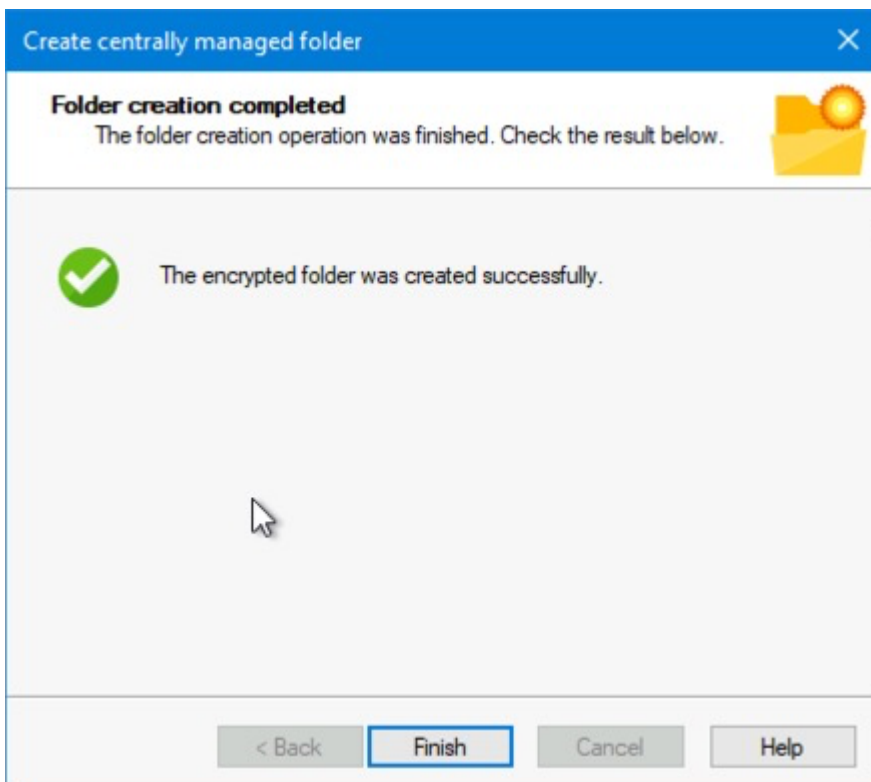 Create centrally managed folder
Folder creation completed
The folder creation operation was finished. Check the result below.
The encrypted folder was created successfully.
< Back Finish Cancel Help